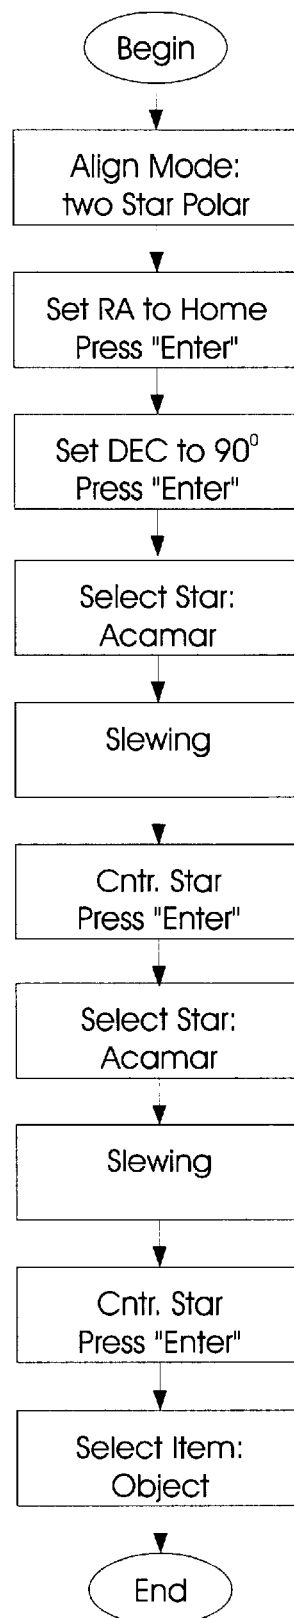 Begin
Align Mode:
two Star Polar
Set RA to Home
Press "Enter"
Set DEC to 90⁰
Press "Enter"
Select Star:
Acamar
Slewing
Cntr. Star
Press "Enter"
Select Star:
Acamar
Slewing
Cntr. Star
Press "Enter"
Select Item:
Object
End